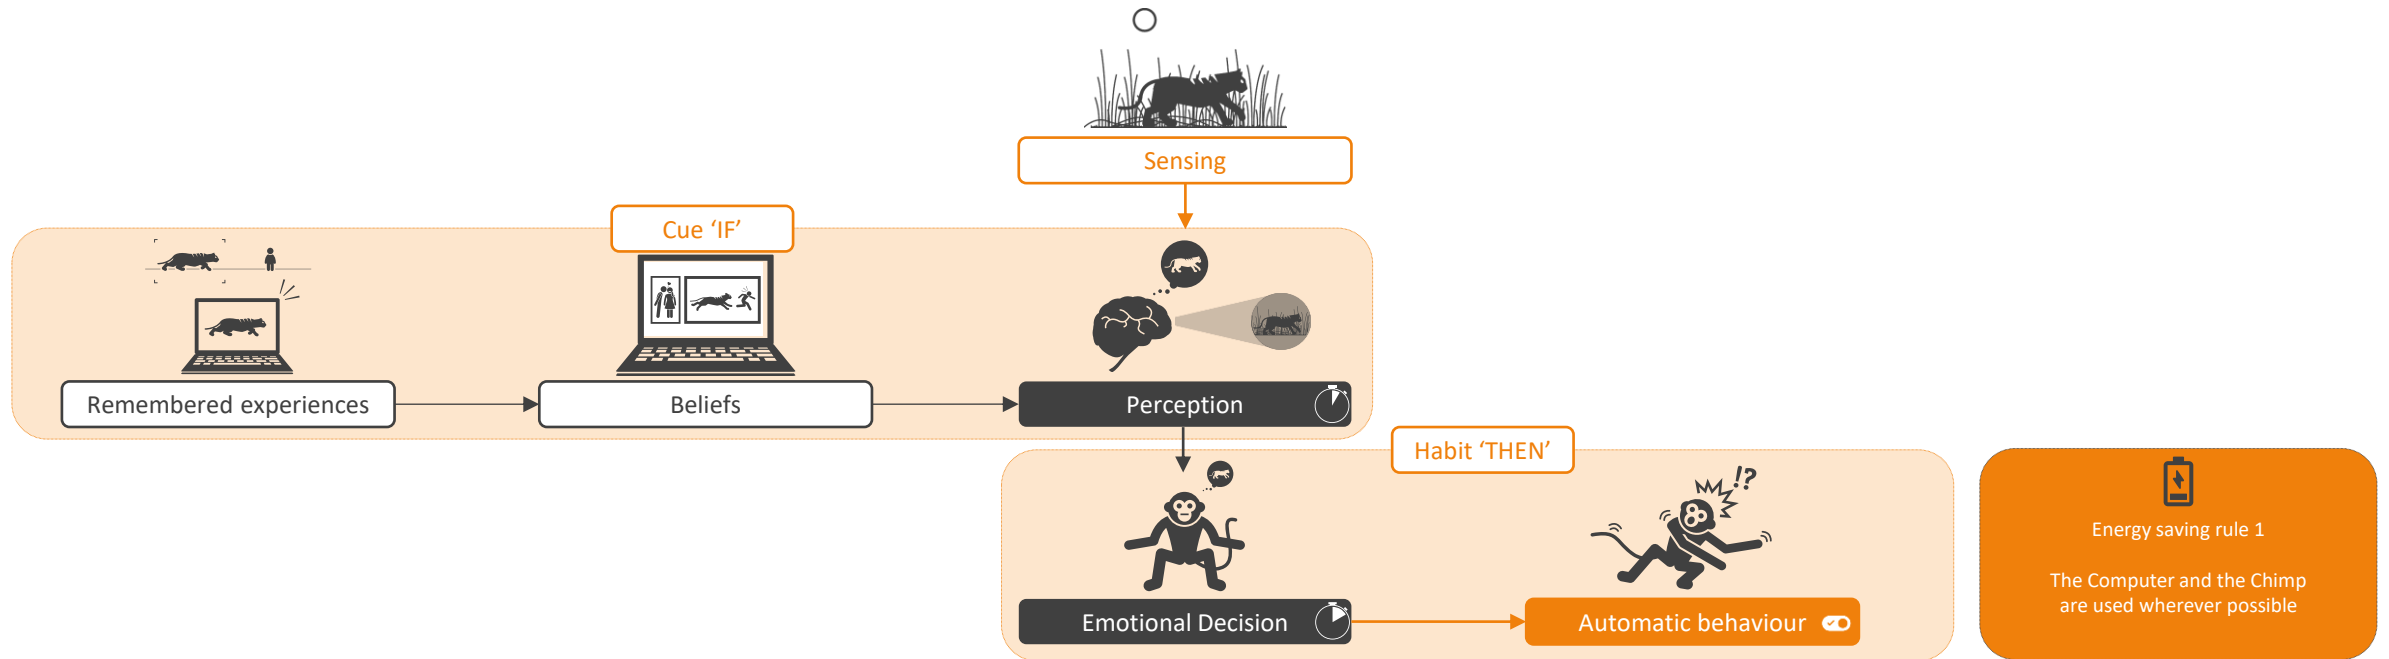 Sensing
Cue ‘IF’
Remembered experiences
Beliefs
Perception
Habit ‘THEN’
!?
Emotional Decision
Automatic behaviour
Energy saving rule 1
The Computer and the Chimp
are used wherever possible